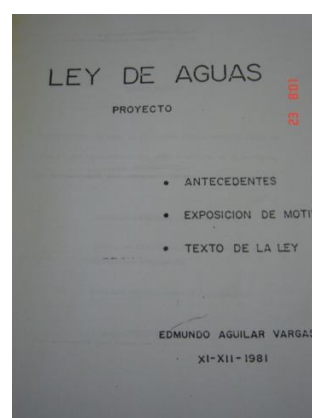 LEY DE AGUAS
PROYECTO
• ANTECEDENTES
• EXPOSICION DE MOTI
• TEXTO DE LA LEY
EDMUNDO AGUILAR VARGAS
XI-XII-1981